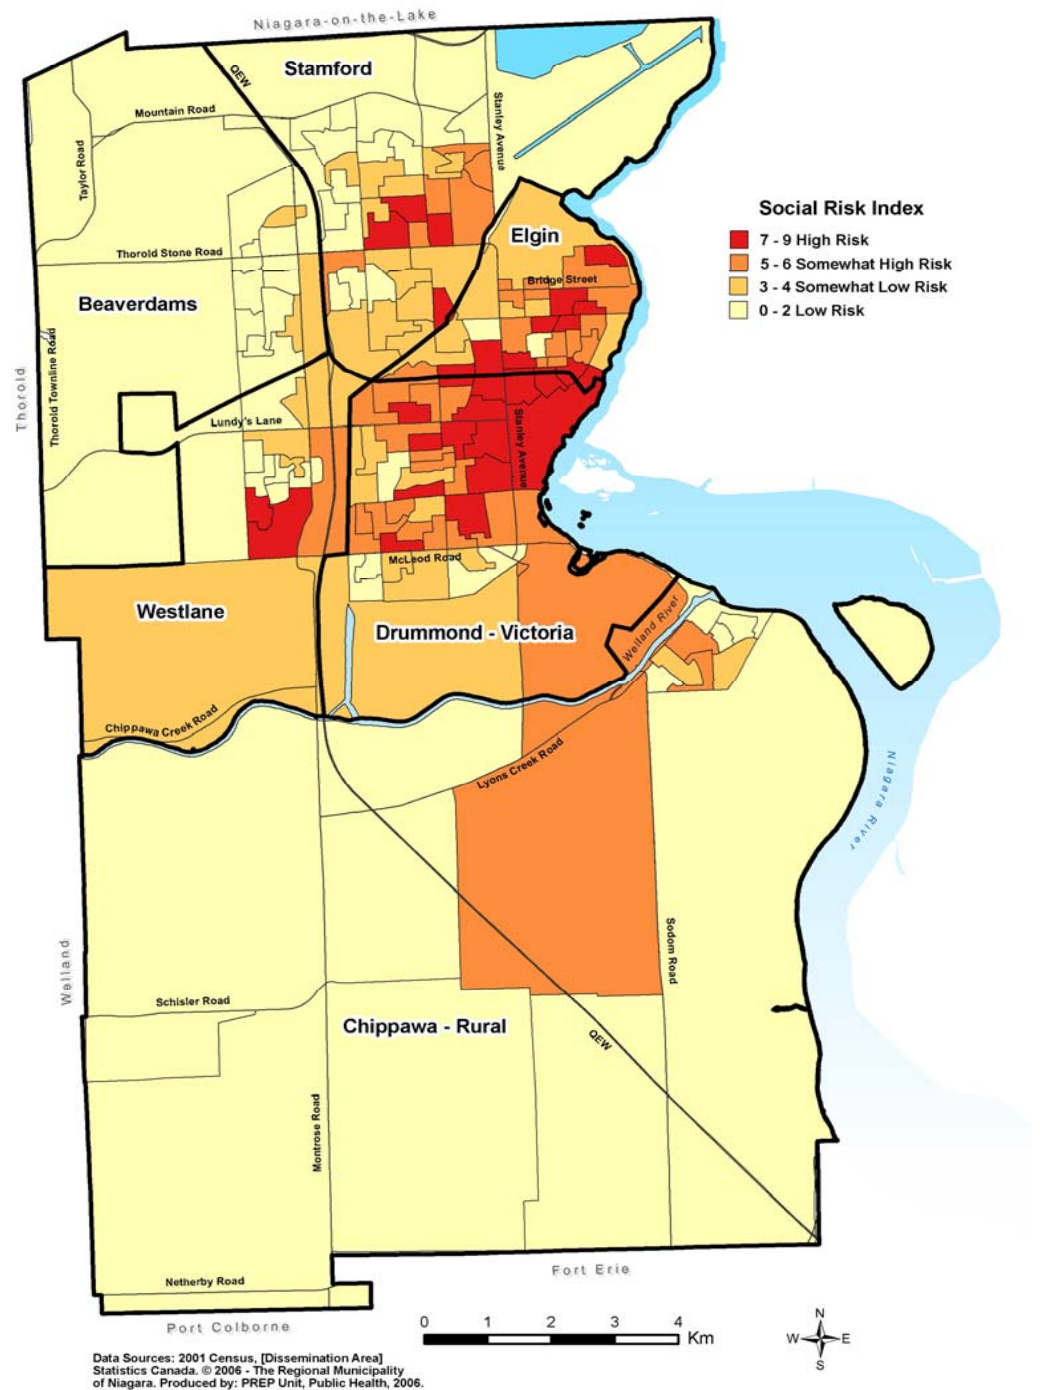 Niagara-on-the-Lake
Stamford
QEW
Mountain Road
Stanley Avenue
Taylor Road
Social Risk Index
7 - 9 High Risk
5 - 6 Somewhat High Risk
3 - 4 Somewhat Low Risk
0 - 2 Low Risk
Elgin
Thorold Stone Road
Bridge Street
Beaverdams
Thorold
Thorold Townline Road
Lundy's Lane
Stanley Avenue
McLeod Road
Westlane
Drummond - Victoria
Welland River
Chippawa Creek Road
Lyons Creek Road
Niagara River
Welland
Sodom Road
Schisler Road
Chippawa - Rural
QEW
Montrose Road
Fort Erie
Netherby Road
Port Colborne
0 1 2 3 4 Km
N
W E
S
Data Sources: 2001 Census, [Dissemination Area]
Statistics Canada. © 2006 - The Regional Municipality
of Niagara. Produced by: PREP Unit, Public Health, 2006.